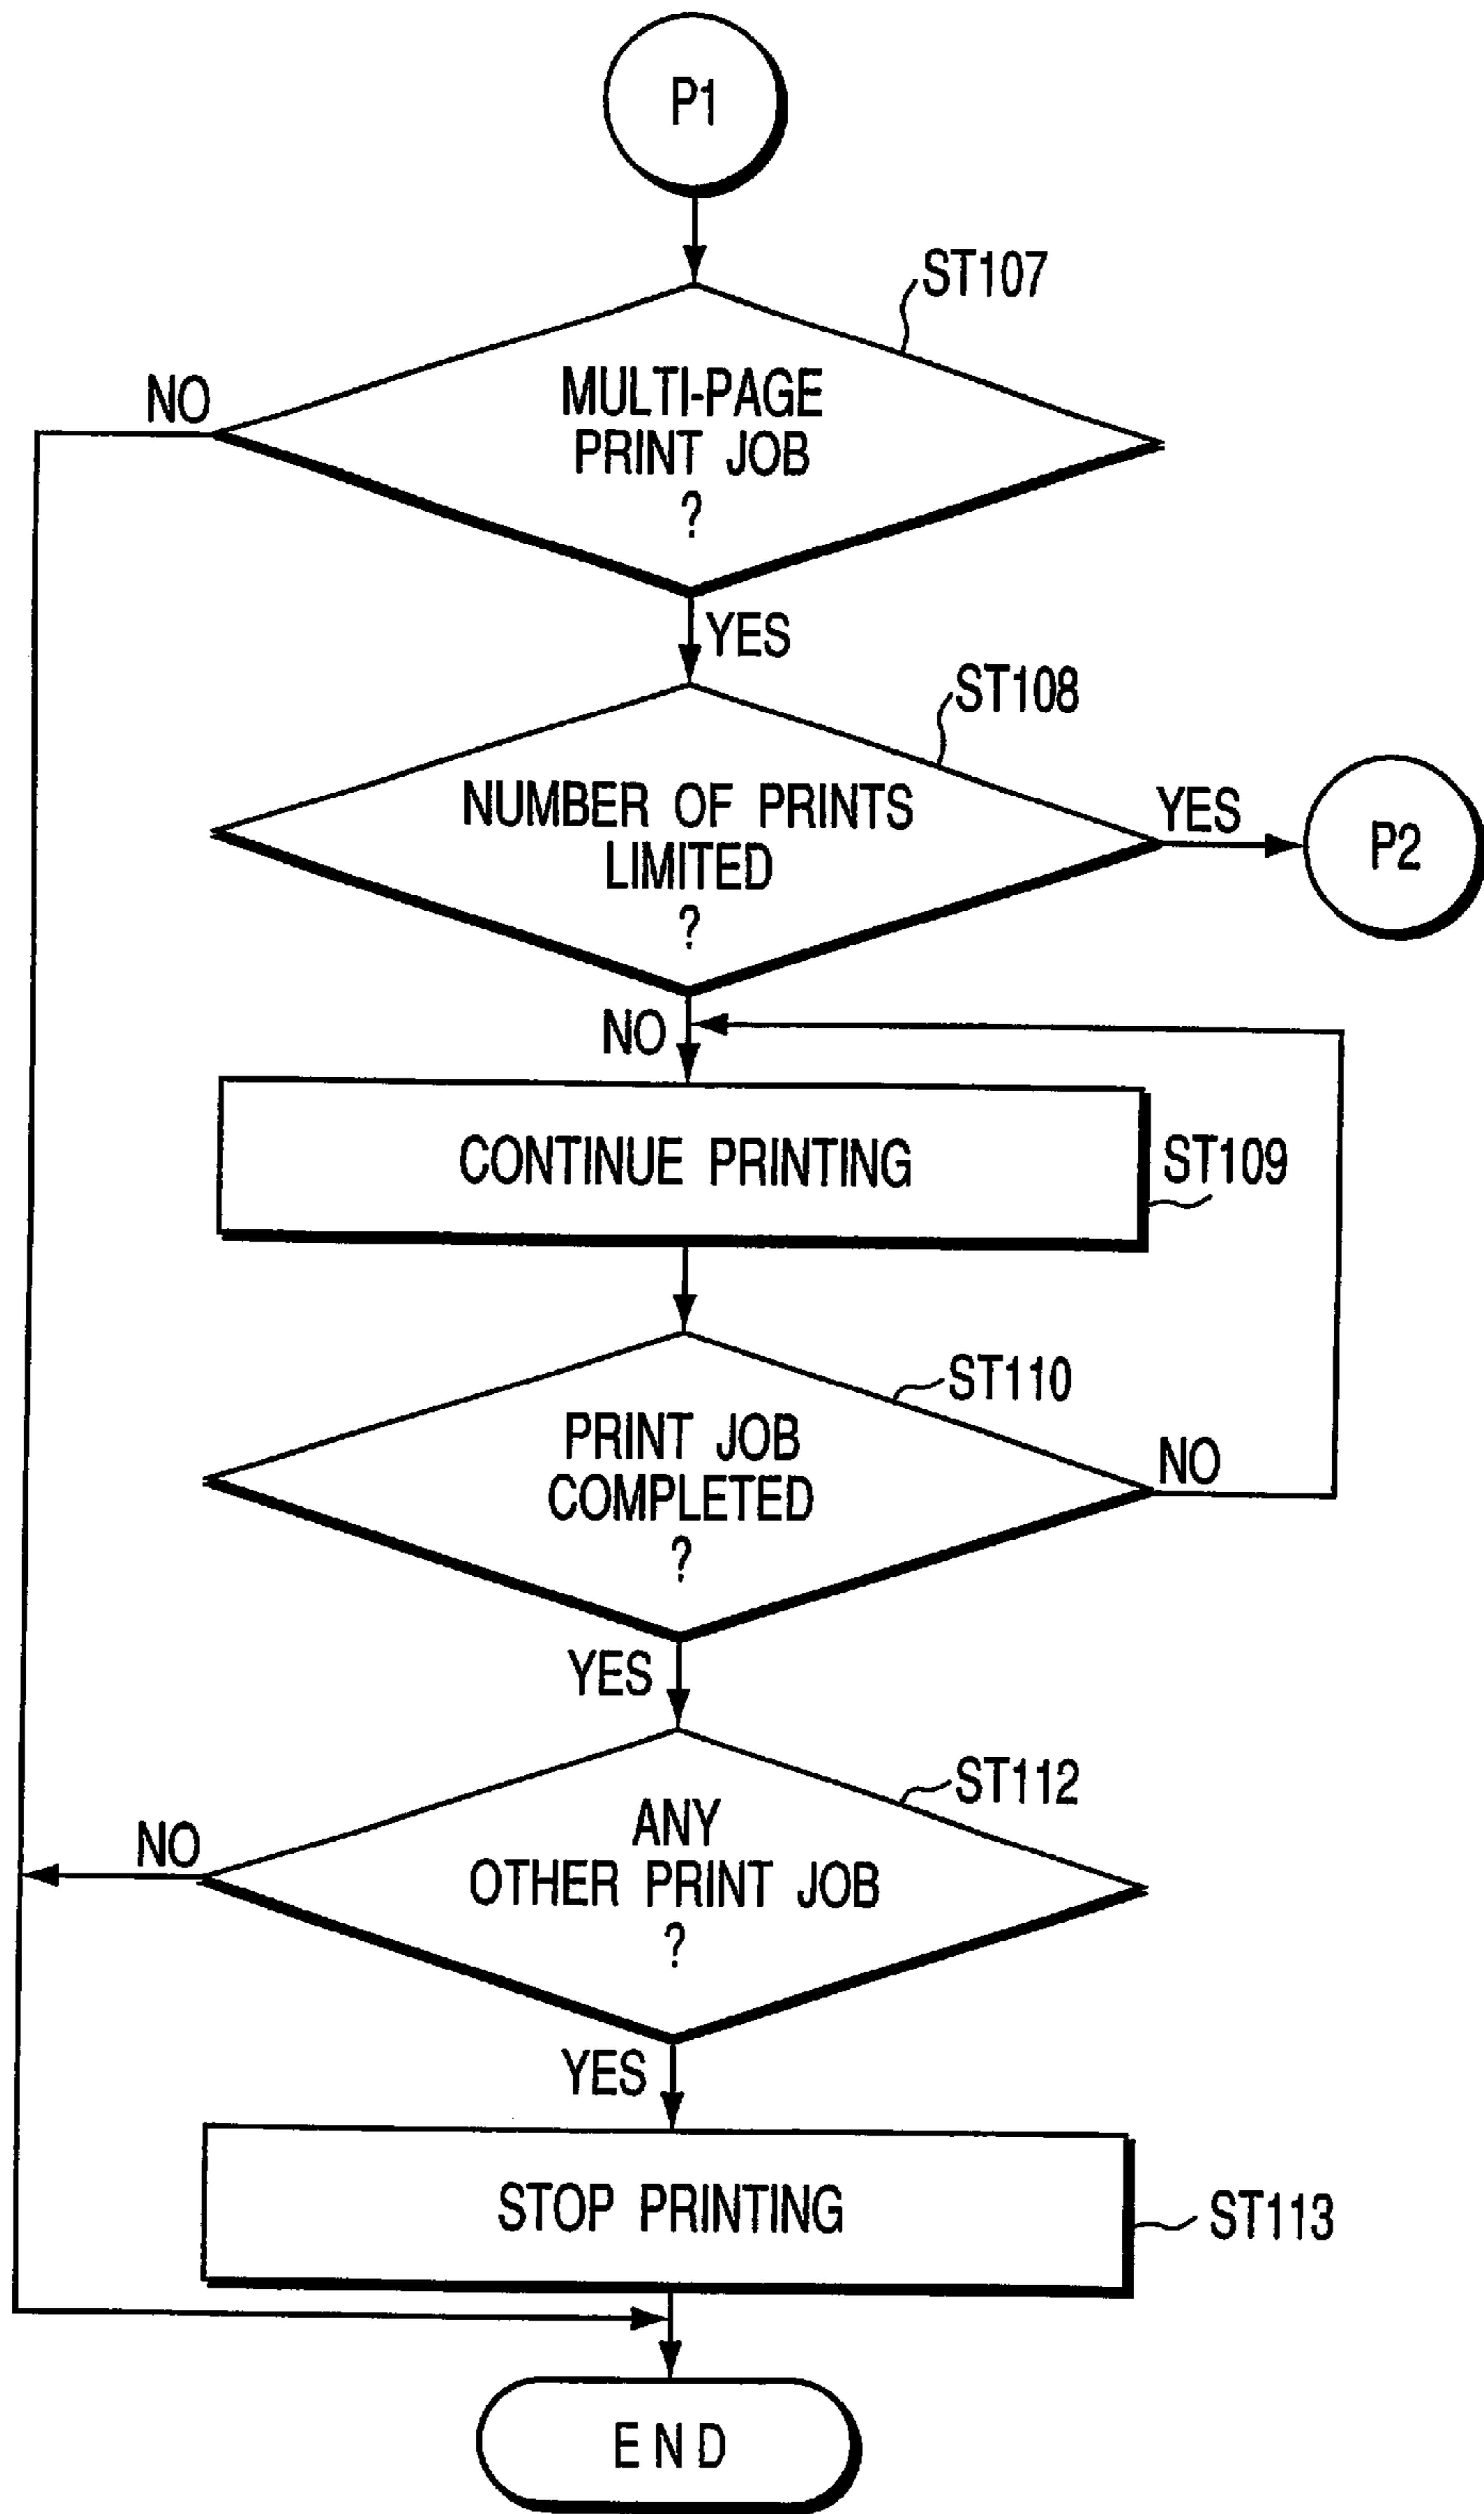 P1
ST107
NO
MULTI-PAGE
PRINT JOB
?
YES
ST108
NUMBER OF PRINTS
LIMITED
?
YES
P2
NO
CONTINUE PRINTING
ST109
ST110
PRINT JOB
COMPLETED
?
NO
YES
ST112
NO
ANY
OTHER PRINT JOB
?
YES
STOP PRINTING
ST113
END